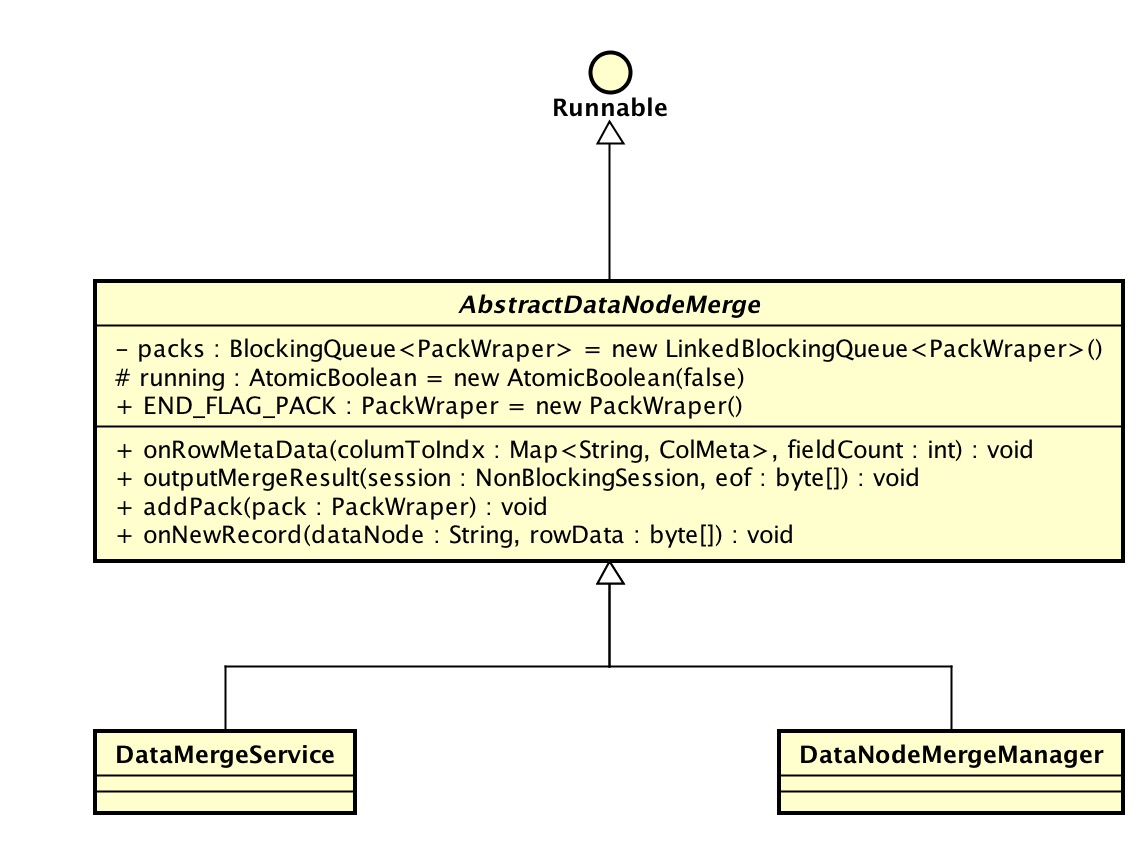 Runnable
AbstractDataNodeMerge
- packs : BlockingQueue<PackWraper> = new LinkedBlockingQueue<PackWraper>()
# running : AtomicBoolean = new AtomicBoolean(false)
+ END_FLAG_PACK : PackWraper = new PackWraper()
+ onRowMetaData(columToIndx : Map<String, ColMeta>, fieldCount : int) : void
+ outputMergeResult(session : NonBlockingSession, eof : byte[]) : void
+ addPack(pack : PackWraper) : void
+ onNewRecord(dataNode : String, rowData : byte[]) : void
DataMergeService
DataNodeMergeManager